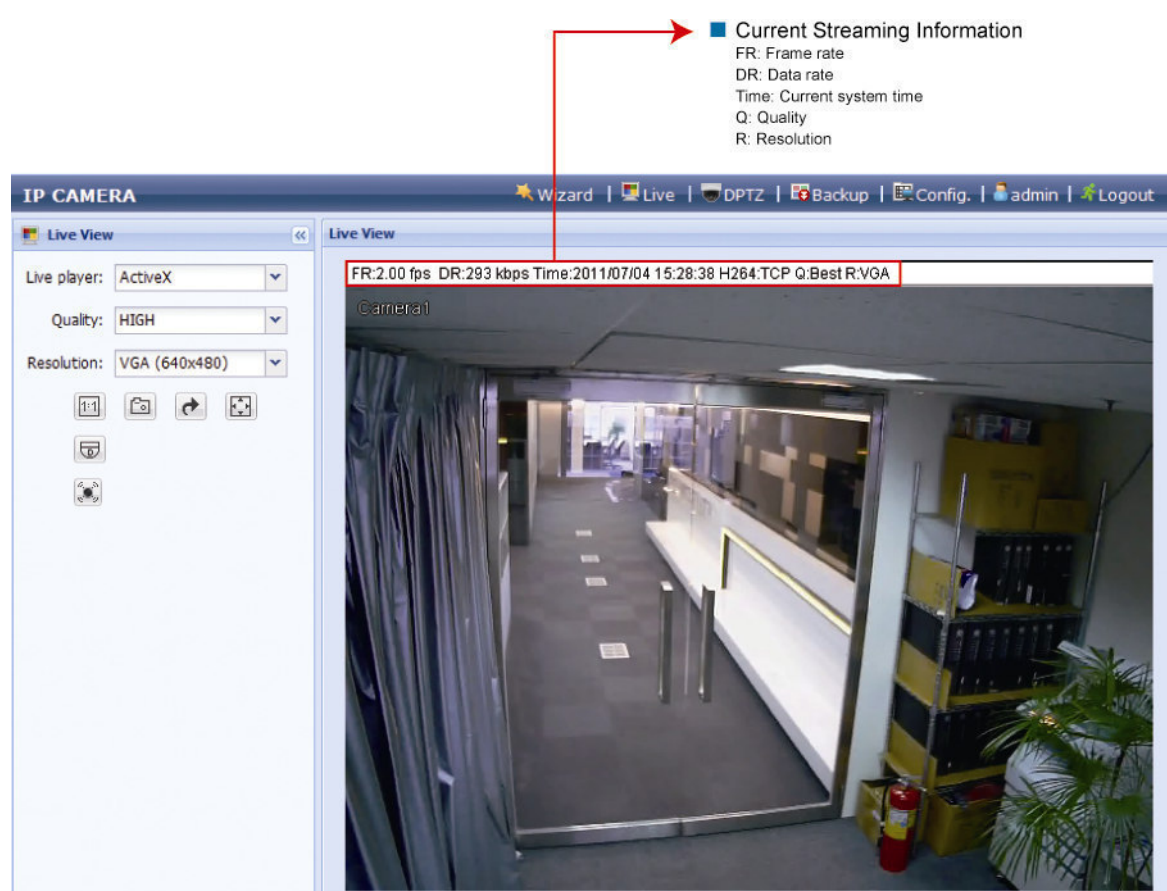 Current Streaming Information
FR: Frame rate
DR: Data rate
Time: Current system time
Q: Quality
R: Resolution
IP CAMERA
Wizard | Live | DPTZ | Backup | Config. | admin | Logout
Live View
Live View
Live player: ActiveX
Quality: HIGH
Resolution: VGA (640x480)
1:1
FR:2.00 fps DR:293 kbps Time:2011/07/04 15:28:38 H264:TCP Q:Best R:VGA
Camera1